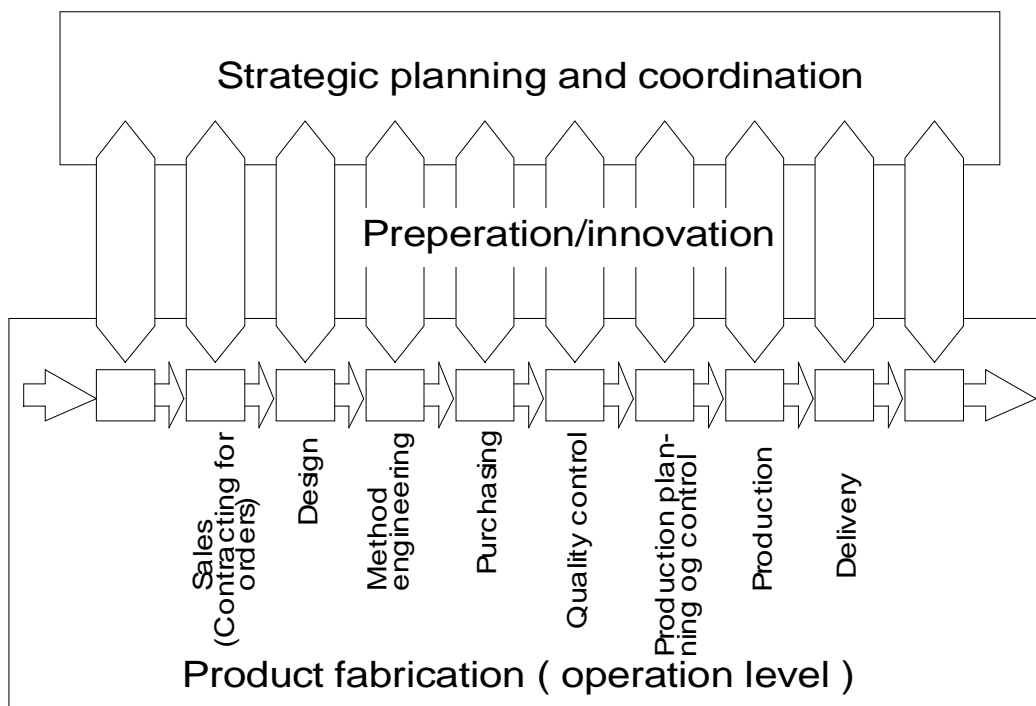 Strategic planning and coordination
Preperation/innovation
Sales
(Contracting for
orders)
Design
Method
engineering
Purchasing
Quality control
Production plan-
ning og control
Production
Delivery
Product fabrication ( operation level )